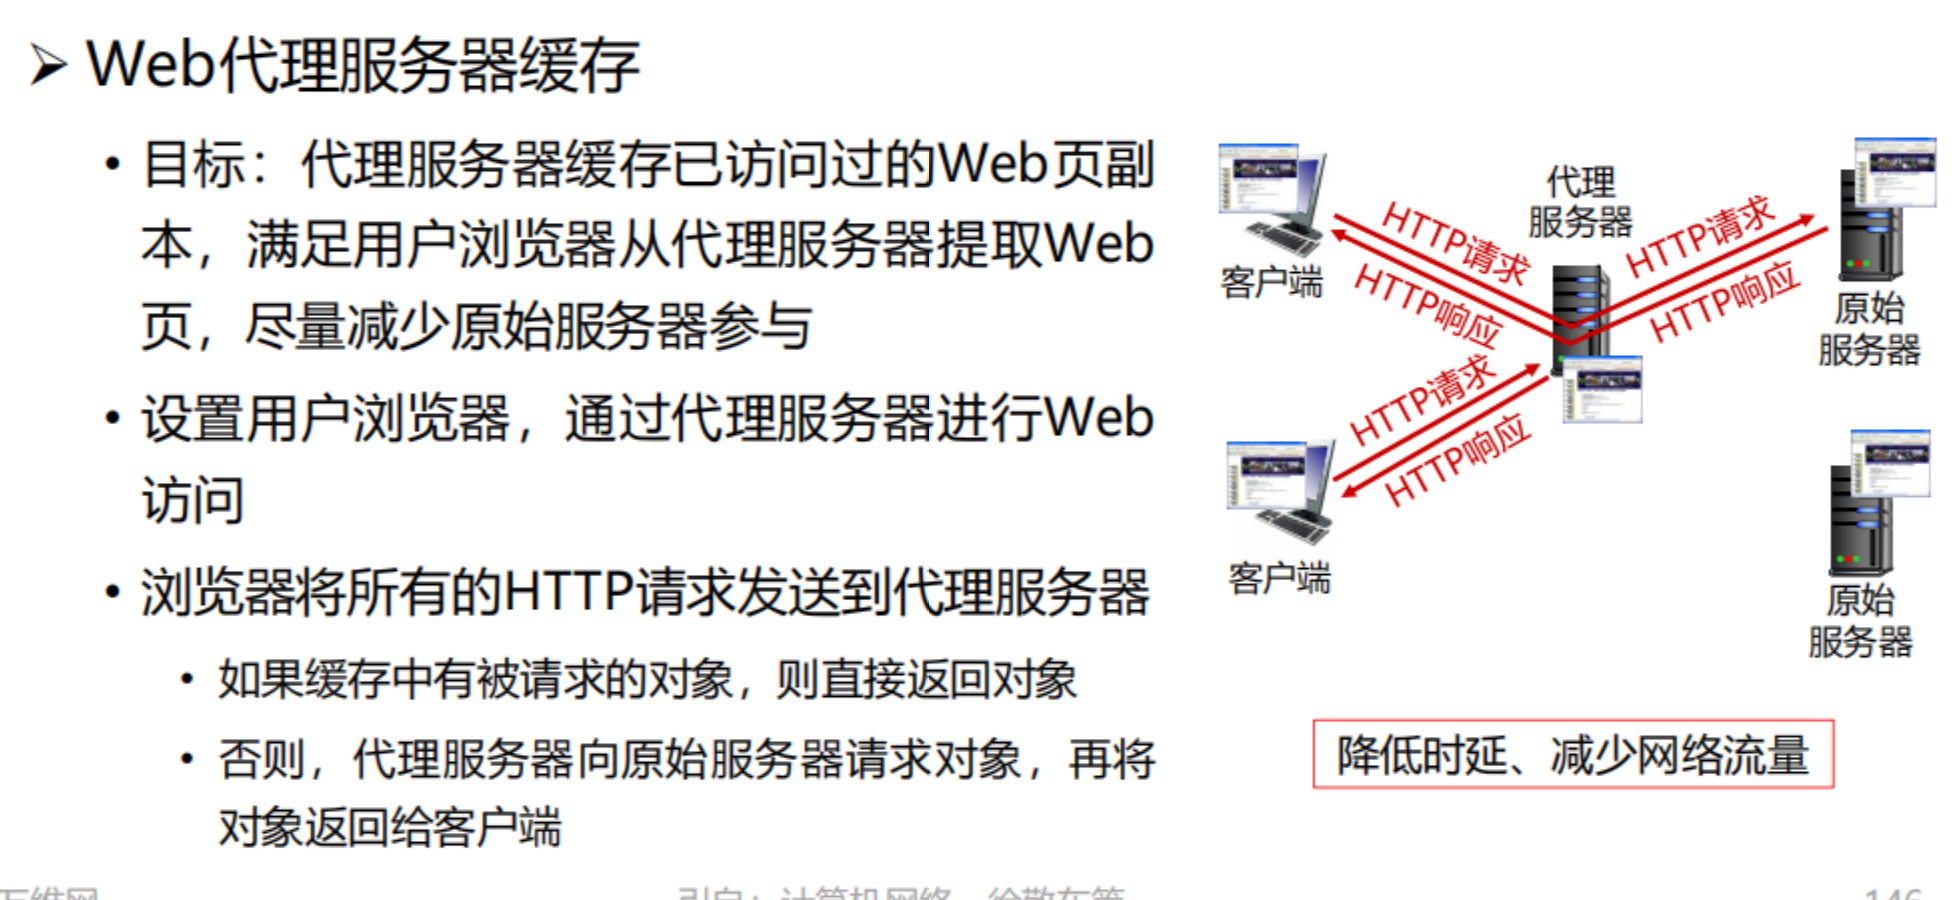 ➢ Web代理服务器缓存
• 目标：代理服务器缓存已访问过的Web页副
本，满足用户浏览器从代理服务器提取Web
页，尽量减少原始服务器参与
• 设置用户浏览器，通过代理服务器进行Web
访问
• 浏览器将所有的HTTP请求发送到代理服务器
• 如果缓存中有被请求的对象，则直接返回对象
• 否则，代理服务器向原始服务器请求对象，再将
对象返回给客户端
代理
服务器
HTTP请求
HTTP响应
HTTP请求
HTTP响应
客户端
原始
服务器
HTTP请求
HTTP响应
客户端
原始
服务器
降低时延、减少网络流量
万维网
146